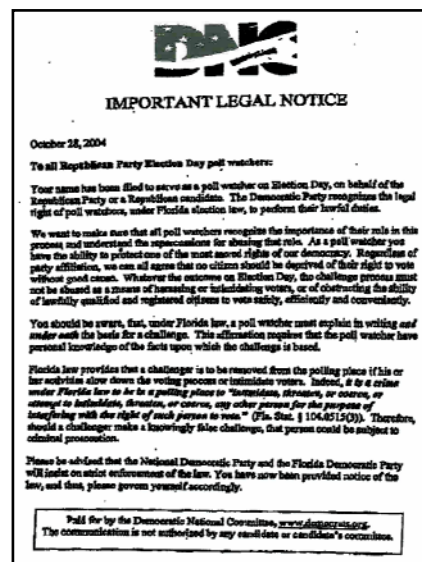 DNC
IMPORTANT LEGAL NOTICE
October 28, 2004
To all Republican Party Election Day poll watchers:
Your name has been filed to serve as a poll watcher on Election Day, on behalf of the
Republican Party or a Republican candidate. The Democratic Party recognizes the legal
right of poll watchers, under Florida election law, to perform their lawful duties.
We want to make sure that all poll watchers recognize the importance of their role in this
process and understand the repercussions for abusing that role. As a poll watcher you
have the ability to protect one of the most sacred rights of our democracy. Regardless of
party affiliation, we can all agree that no citizen should be deprived of their right to vote
without good cause. Whatever the outcome on Election Day, the challenge process must
not be abused as a means of harassing or intimidating voters, or of obstructing the ability
of lawfully qualified and registered citizens to vote safely, efficiently and conveniently.
You should be aware, that, under Florida law, a poll watcher must explain in writing and
under oath the basis for a challenge. This affirmation requires that the poll watcher have
personal knowledge of the facts upon which the challenge is based.
Florida law provides that a challenger is to be removed from the polling place if his or
her activities slow down the voting process or intimidate voters. Indeed, it is a crime
under Florida law to be in a polling place to "intimidate, threaten, or coerce, or
attempt to intimidate, threaten, or coerce, any other person for the purpose of
interfering with the right of such person to vote." (Fla. Stat. § 104.0515(3)). Therefore,
should a challenger make a knowingly false challenge, that person could be subject to
criminal prosecution.
Please be advised that the National Democratic Party and the Florida Democratic Party
will insist on strict enforcement of the law. You have now been provided notice of the
law, and thus, please govern yourself accordingly.
Paid for by the Democratic National Committee, www.democrats.org.
The communication is not authorized by any candidate or candidate's committee.